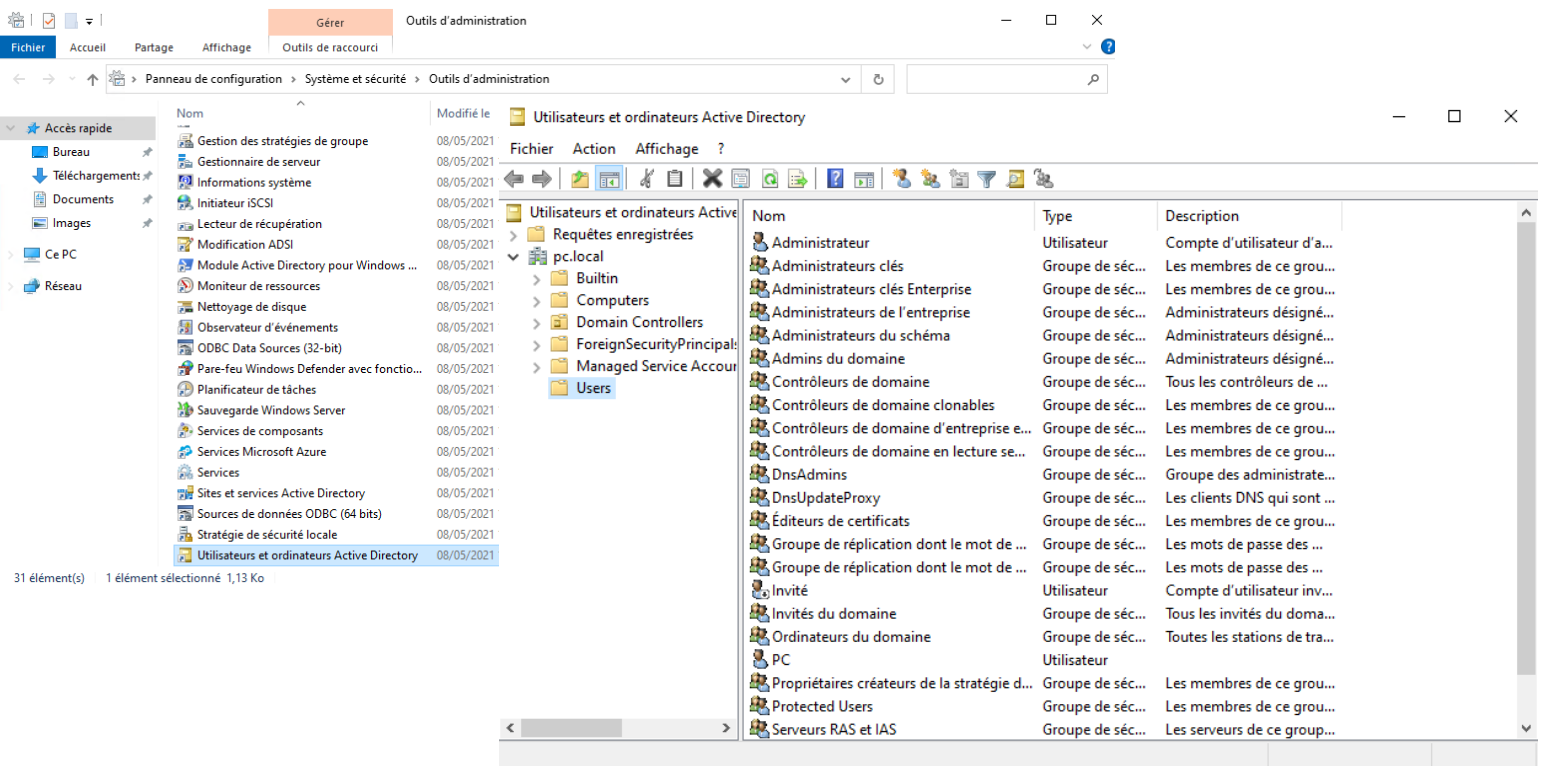 Gérer
Outils d'administration
Fichier Accueil Partage Affichage Outils de raccourci
Panneau de configuration > Système et sécurité > Outils d'administration
Accès rapide
Bureau
Téléchargements
Documents
Images
Ce PC
Réseau
Nom Modifié le
Gestion des stratégies de groupe 08/05/2021
Gestionnaire de serveur 08/05/2021
Informations système 08/05/2021
Initiateur iSCSI 08/05/2021
Lecteur de récupération 08/05/2021
Modification ADSI 08/05/2021
Module Active Directory pour Windows ... 08/05/2021
Moniteur de ressources 08/05/2021
Nettoyage de disque 08/05/2021
Observateur d'événements 08/05/2021
ODBC Data Sources (32-bit) 08/05/2021
Pare-feu Windows Defender avec fonctio... 08/05/2021
Planificateur de tâches 08/05/2021
Sauvegarde Windows Server 08/05/2021
Services de composants 08/05/2021
Services Microsoft Azure 08/05/2021
Services 08/05/2021
Sites et services Active Directory 08/05/2021
Sources de données ODBC (64 bits) 08/05/2021
Stratégie de sécurité locale 08/05/2021
Utilisateurs et ordinateurs Active Directory 08/05/2021
31 élément(s) 1 élément sélectionné 1,13 Ko
Utilisateurs et ordinateurs Active Directory
Fichier Action Affichage ?
Utilisateurs et ordinateurs Active
Requêtes enregistrées
pc.local
Builtin
Computers
Domain Controllers
ForeignSecurityPrincipals
Managed Service Accour
Users
Nom Type Description
Administrateur Utilisateur Compte d'utilisateur d'a...
Administrateurs clés Groupe de séc... Les membres de ce grou...
Administrateurs clés Enterprise Groupe de séc... Les membres de ce grou...
Administrateurs de l'entreprise Groupe de séc... Administrateurs désigné...
Administrateurs du schéma Groupe de séc... Administrateurs désigné...
Admins du domaine Groupe de séc... Administrateurs désigné...
Contrôleurs de domaine Groupe de séc... Tous les contrôleurs de ...
Contrôleurs de domaine clonables Groupe de séc... Les membres de ce grou...
Contrôleurs de domaine d'entreprise e... Groupe de séc... Les membres de ce grou...
Contrôleurs de domaine en lecture se... Groupe de séc... Les membres de ce grou...
DnsAdmins Groupe de séc... Groupe des administrate...
DnsUpdateProxy Groupe de séc... Les clients DNS qui sont ...
Éditeurs de certificats Groupe de séc... Les membres de ce grou...
Groupe de réplication dont le mot de ... Groupe de séc... Les mots de passe des ...
Groupe de réplication dont le mot de ... Groupe de séc... Les mots de passe des ...
Invité Utilisateur Compte d'utilisateur inv...
Invités du domaine Groupe de séc... Tous les invités du doma...
Ordinateurs du domaine Groupe de séc... Toutes les stations de tra...
PC Utilisateur
Propriétaires créateurs de la stratégie d... Groupe de séc... Les membres de ce grou...
Protected Users Groupe de séc... Les membres de ce grou...
Serveurs RAS et IAS Groupe de séc... Les serveurs de ce group...